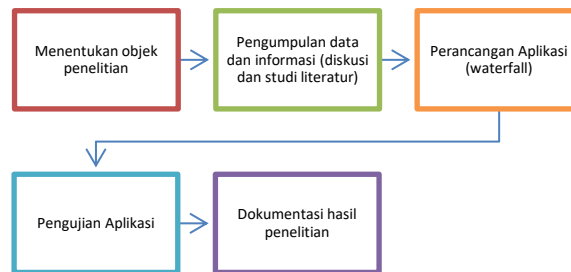 Menentukan objek
penelitian
Pengumpulan data
dan informasi (diskusi
dan studi literatur)
Perancangan Aplikasi
(waterfall)
Pengujian Aplikasi
Dokumentasi hasil
penelitian